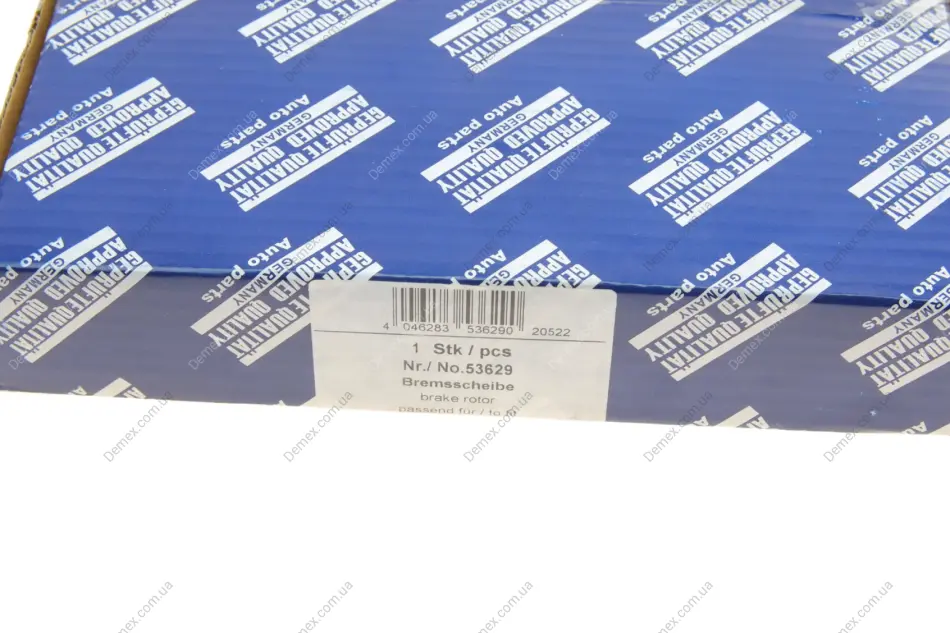 GEPRÜFTE QUALITÄT
APPROVED QUALITY
GERMANY
Auto parts
4 046283 536290 20522
1 Stk / pcs
Nr./ No.53629
Bremsscheibe
brake rotor
passend für / to fit
Demex.com.ua